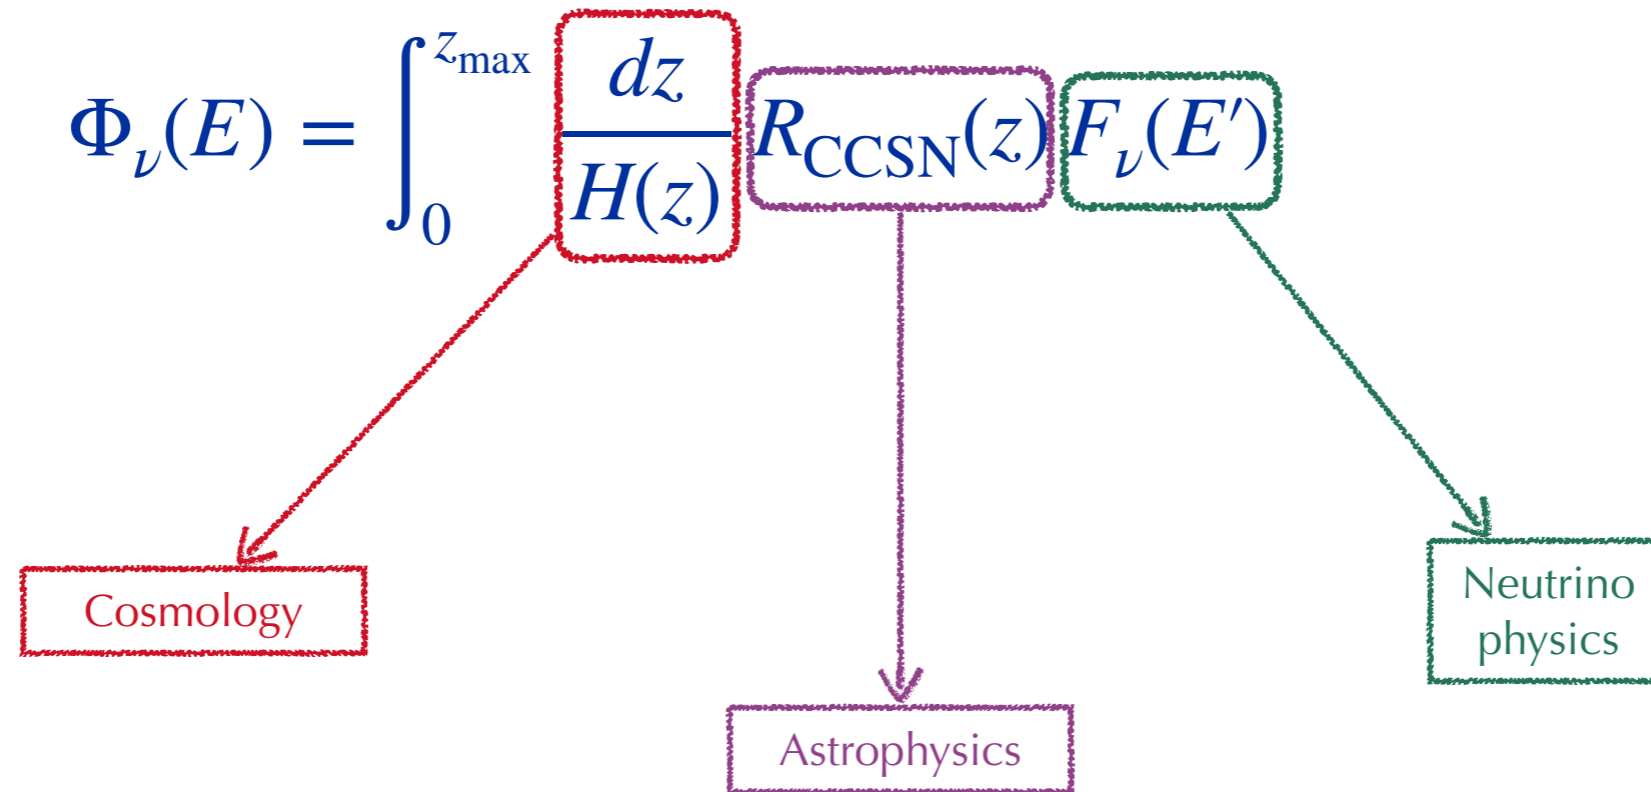 Φ_ν(E) = ∫_0^{z_max} dz/H(z) R_CCSN(z) F_ν(E′)
Cosmology
Neutrino
physics
Astrophysics